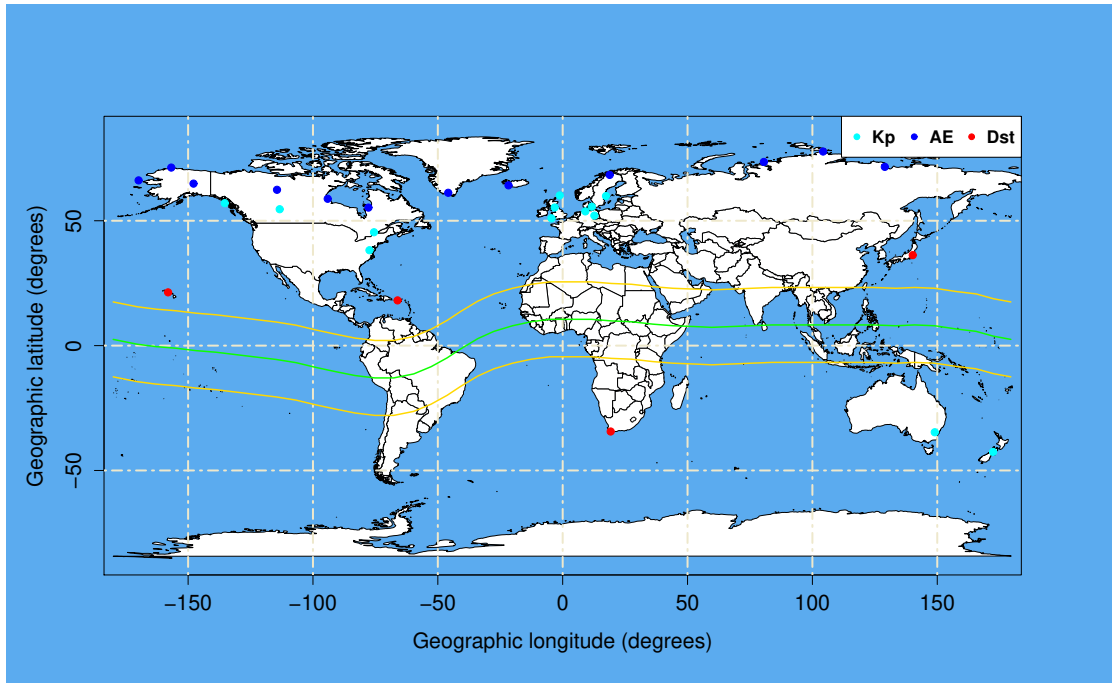 Kp AE Dst
50
0
−50
Geographic latitude (degrees)
−150 −100 −50 0 50 100 150
Geographic longitude (degrees)